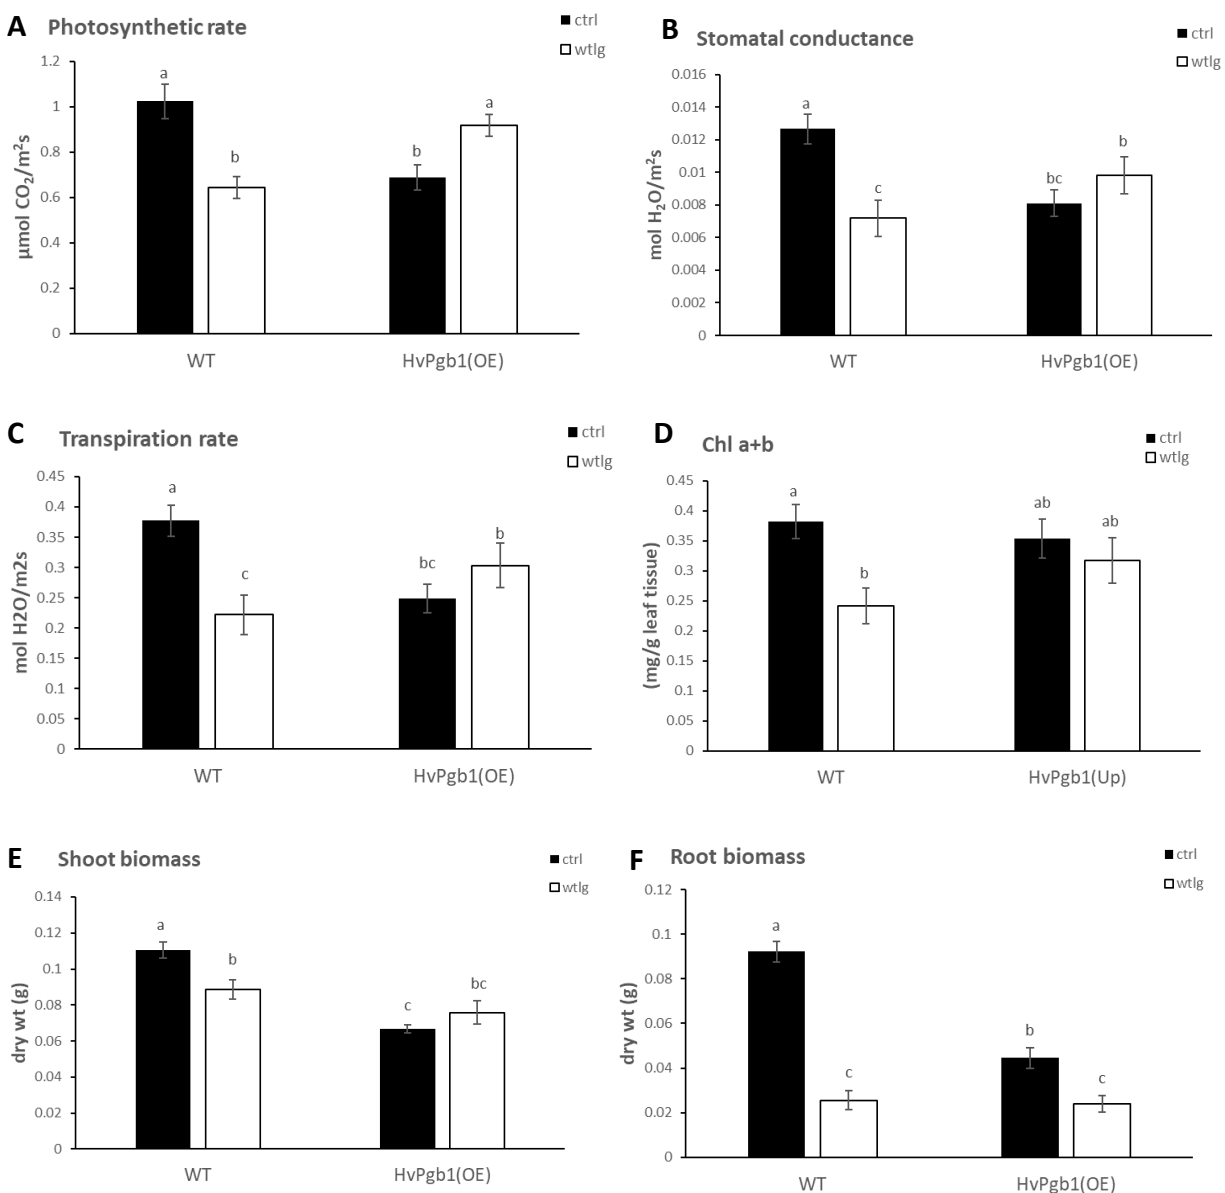 A Photosynthetic rate
ctrl
wtlg
1.2
1
0.8
0.6
0.4
0.2
0
µmol CO₂/m²s
a
b
b
a
WT
HvPgb1(OE)
B Stomatal conductance
ctrl
wtlg
0.016
0.014
0.012
0.01
0.008
0.006
0.004
0.002
0
mol H₂O/m²s
a
c
bc
b
WT
HvPgb1(OE)
C Transpiration rate
ctrl
wtlg
0.45
0.4
0.35
0.3
0.25
0.2
0.15
0.1
0.05
0
mol H2O/m2s
a
c
bc
b
WT
HvPgb1(OE)
D Chl a+b
ctrl
wtlg
0.45
0.4
0.35
0.3
0.25
0.2
0.15
0.1
0.05
0
(mg/g leaf tissue)
a
b
ab
ab
WT
HvPgb1(Up)
E Shoot biomass
ctrl
wtlg
0.14
0.12
0.1
0.08
0.06
0.04
0.02
0
dry wt (g)
a
b
c
bc
WT
HvPgb1(OE)
F Root biomass
ctrl
wtlg
0.12
0.1
0.08
0.06
0.04
0.02
0
dry wt (g)
a
c
b
c
WT
HvPgb1(OE)